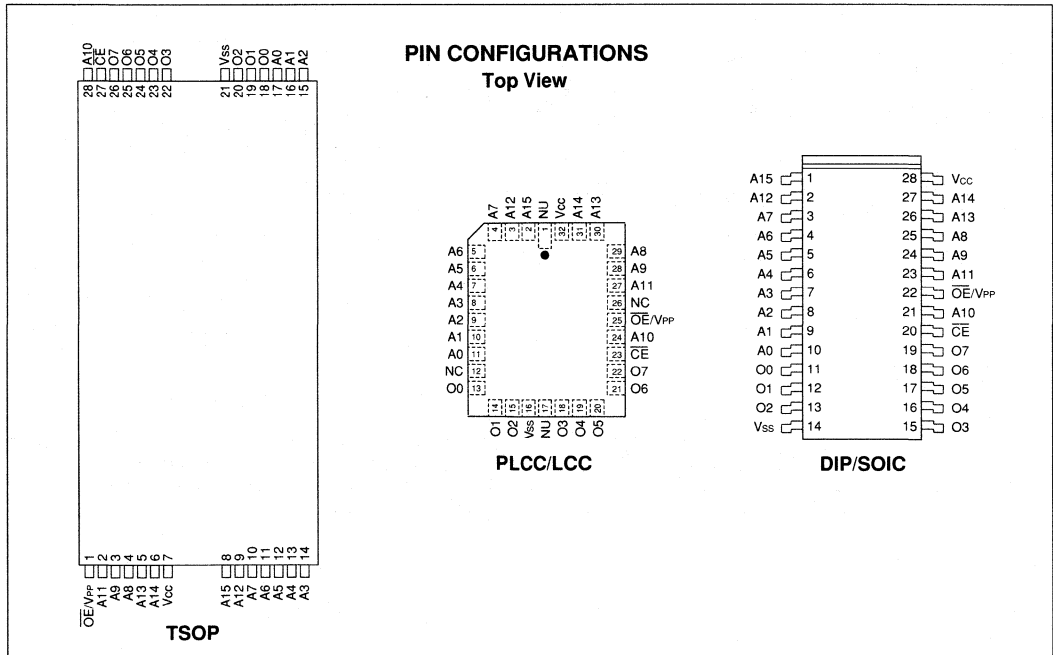 PIN CONFIGURATIONS
Top View
A10 C̅E̅ O7 O6 O5 O4 O3 Vss O2 O1 O0 A0 A1 A2
28 27 26 25 24 23 22 21 20 19 18 17 16 15
1 2 3 4 5 6 7 8 9 10 11 12 13 14
O̅E̅/VPP A11 A9 A8 A13 A14 Vcc A15 A12 A7 A6 A5 A4 A3
TSOP
A7 A12 A15 NU Vcc A14 A13
4 3 2 1 32 31 30
A6 5 29 A8
A5 6 28 A9
A4 7 27 A11
A3 8 26 NC
A2 9 25 O̅E̅/VPP
A1 10 24 A10
A0 11 23 C̅E̅
NC 12 22 O7
O0 13 21 O6
14 15 16 17 18 19 20
O1 O2 Vss NU O3 O4 O5
PLCC/LCC
A15 1 28 Vcc
A12 2 27 A14
A7 3 26 A13
A6 4 25 A8
A5 5 24 A9
A4 6 23 A11
A3 7 22 O̅E̅/VPP
A2 8 21 A10
A1 9 20 C̅E̅
A0 10 19 O7
O0 11 18 O6
O1 12 17 O5
O2 13 16 O4
Vss 14 15 O3
DIP/SOIC